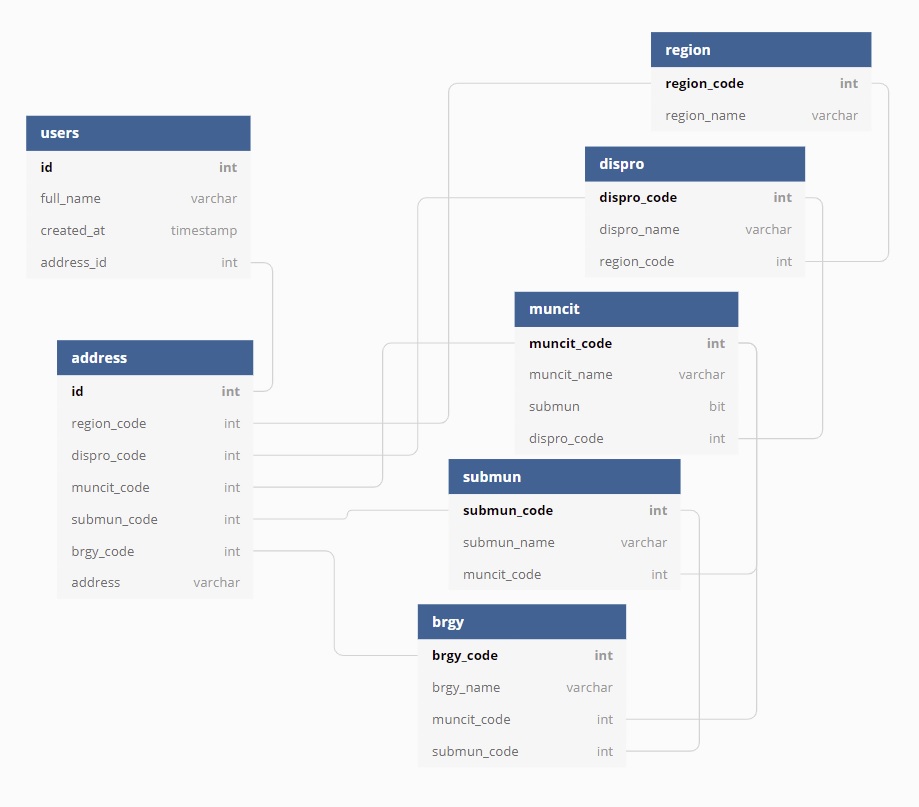 users
id int
full_name varchar
created_at timestamp
address_id int
address
id int
region_code int
dispro_code int
muncit_code int
submun_code int
brgy_code int
address varchar
region
region_code int
region_name varchar
dispro
dispro_code int
dispro_name varchar
region_code int
muncit
muncit_code int
muncit_name varchar
submun bit
dispro_code int
submun
submun_code int
submun_name varchar
muncit_code int
brgy
brgy_code int
brgy_name varchar
muncit_code int
submun_code int